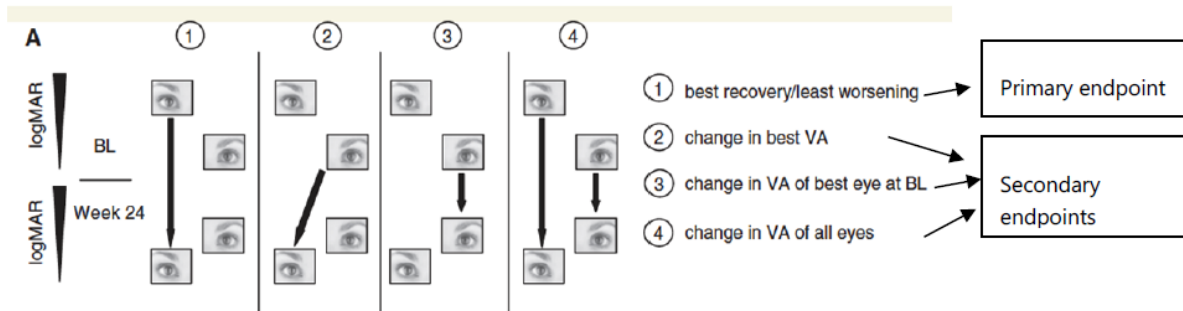 A
1
2
3
4
logMAR
BL
Week 24
logMAR
1 best recovery/least worsening
2 change in best VA
3 change in VA of best eye at BL
4 change in VA of all eyes
Primary endpoint
Secondary
endpoints